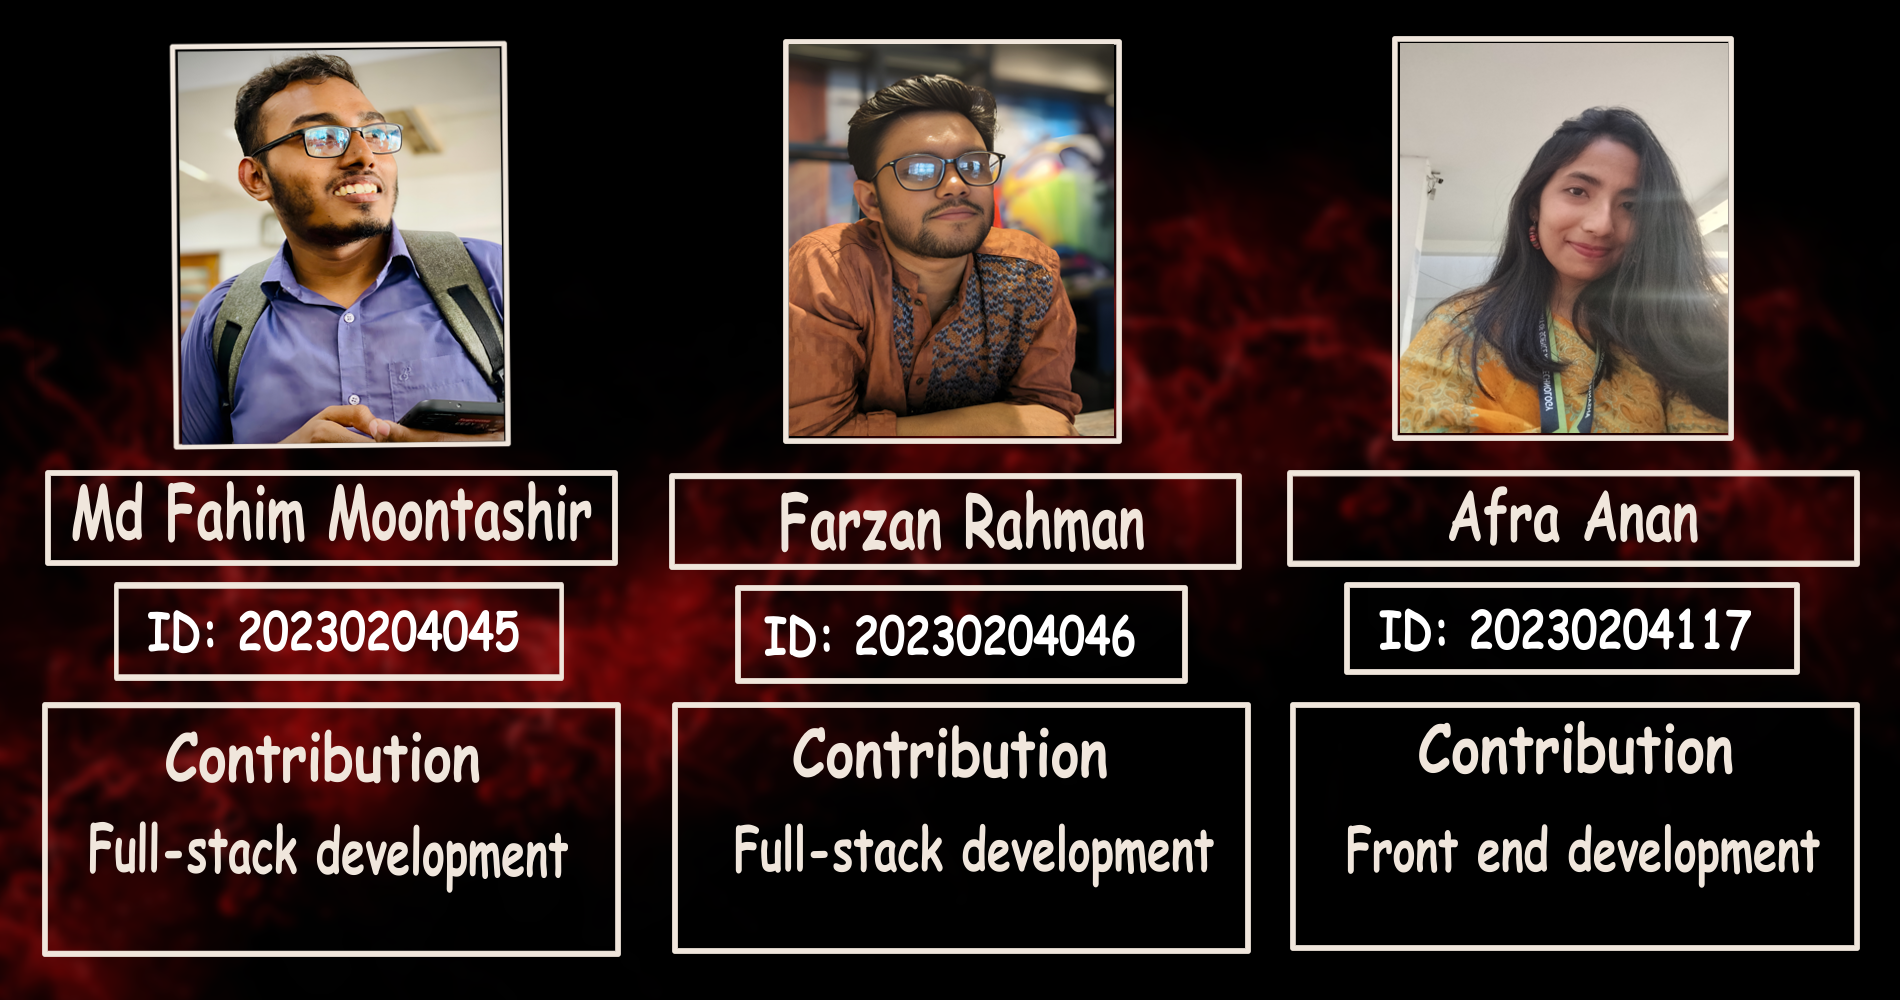 Md Fahim Moontashir
ID: 20230204045
Contribution
Full-stack development
Farzan Rahman
ID: 20230204046
Contribution
Full-stack development
Afra Anan
ID: 20230204117
Contribution
Front end development